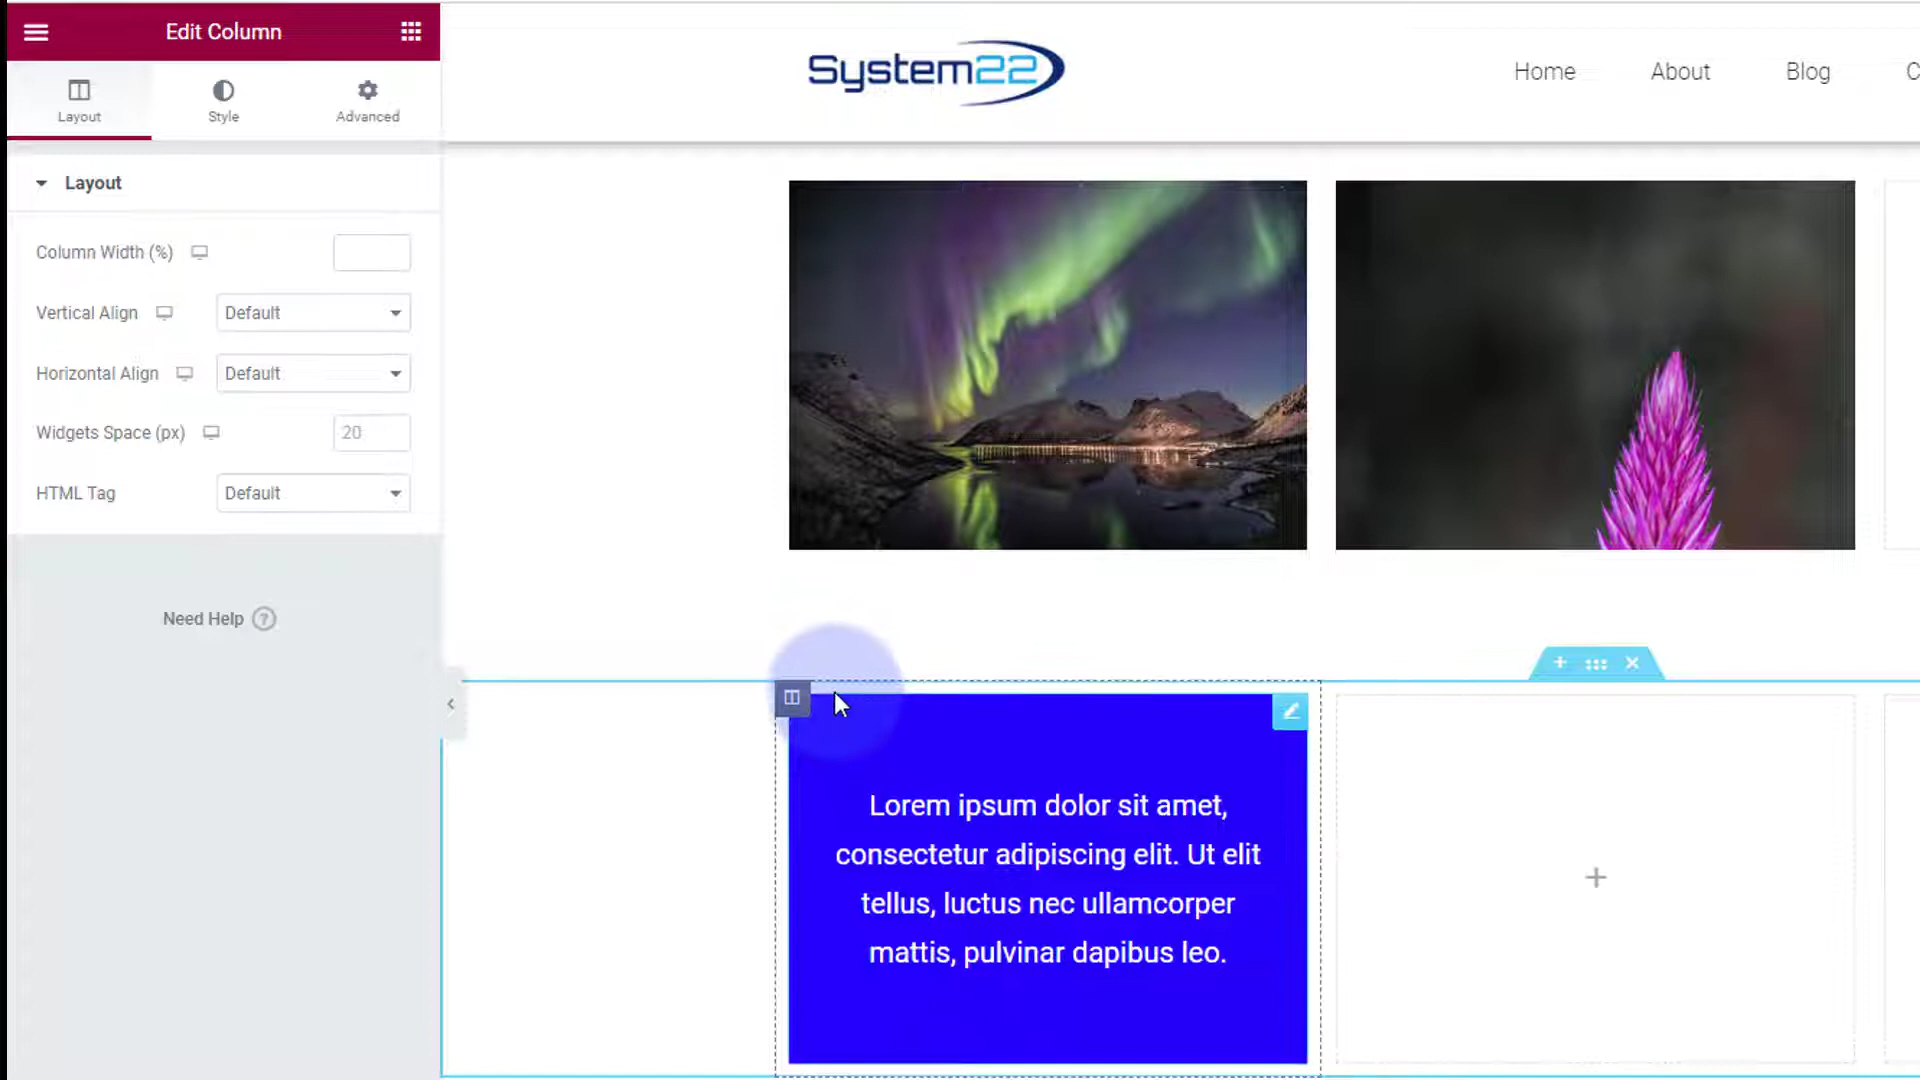 Edit Column
Layout
Style
Advanced
Layout
Column Width (%)
Vertical Align
Default
Horizontal Align
Default
Widgets Space (px)
20
HTML Tag
Default
Need Help ?
System22
Home
About
Blog
C
Lorem ipsum dolor sit amet,
consectetur adipiscing elit. Ut elit
tellus, luctus nec ullamcorper
mattis, pulvinar dapibus leo.